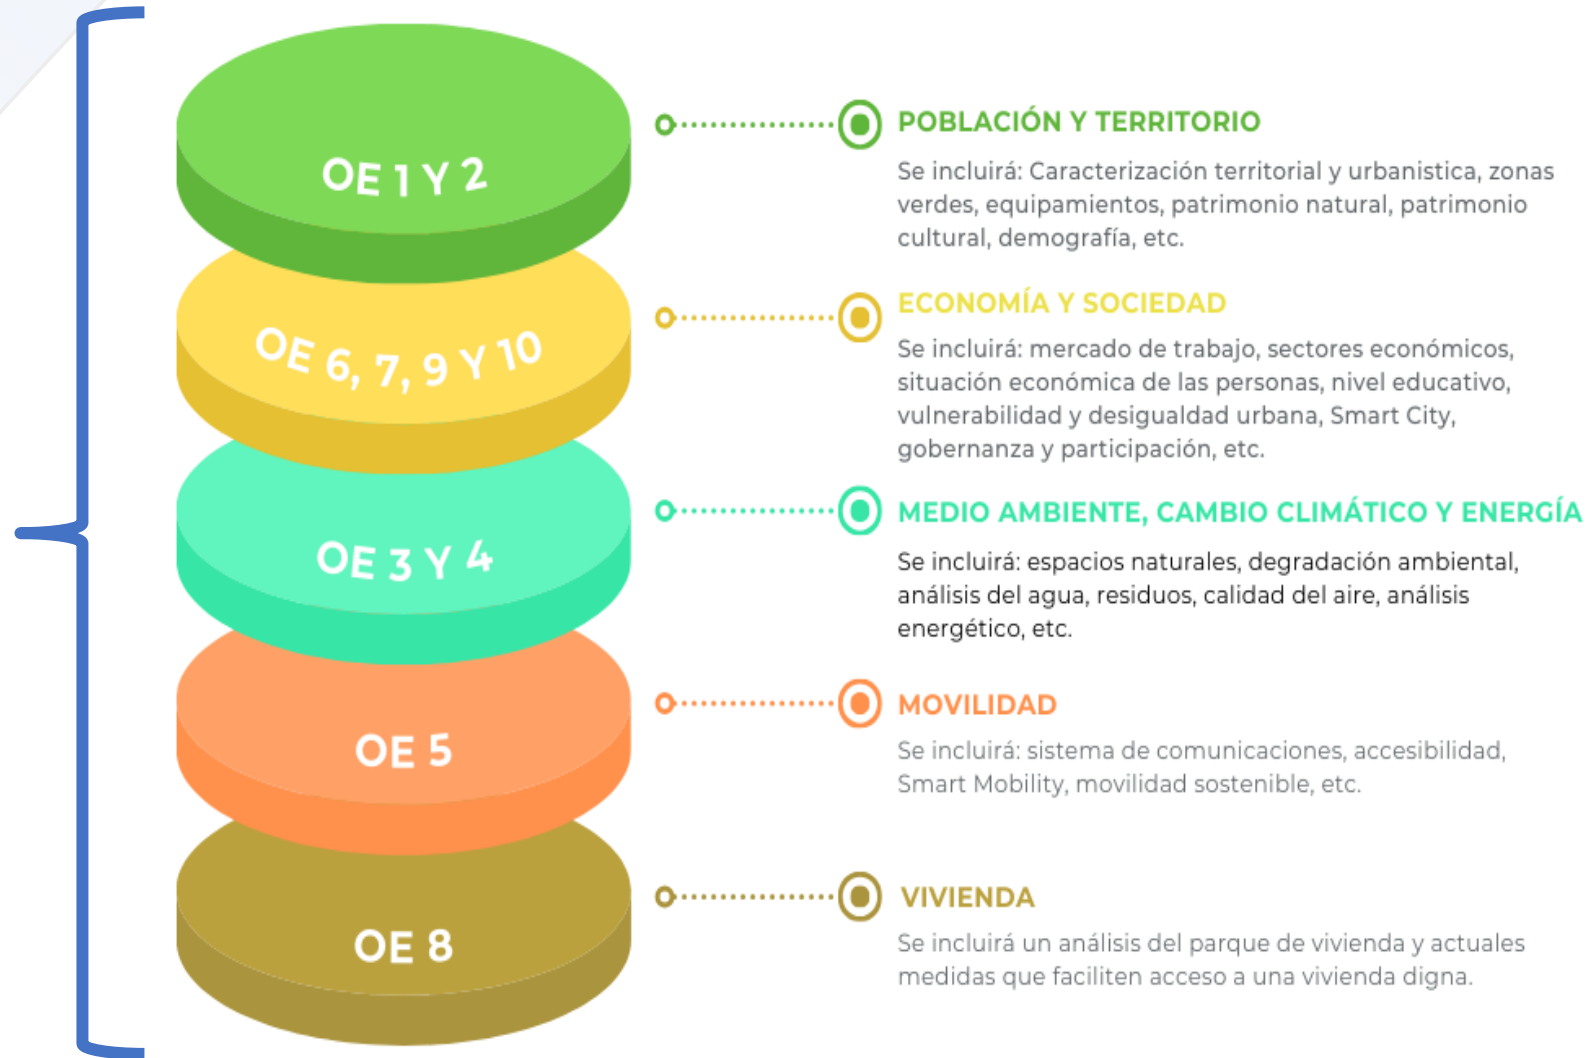 OE 1 Y 2
POBLACIÓN Y TERRITORIO
Se incluirá: Caracterización territorial y urbanistica, zonas
verdes, equipamientos, patrimonio natural, patrimonio
cultural, demografía, etc.
OE 6, 7, 9 Y 10
ECONOMÍA Y SOCIEDAD
Se incluirá: mercado de trabajo, sectores económicos,
situación económica de las personas, nivel educativo,
vulnerabilidad y desigualdad urbana, Smart City,
gobernanza y participación, etc.
OE 3 Y 4
MEDIO AMBIENTE, CAMBIO CLIMÁTICO Y ENERGÍA
Se incluirá: espacios naturales, degradación ambiental,
análisis del agua, residuos, calidad del aire, análisis
energético, etc.
OE 5
MOVILIDAD
Se incluirá: sistema de comunicaciones, accesibilidad,
Smart Mobility, movilidad sostenible, etc.
OE 8
VIVIENDA
Se incluirá un análisis del parque de vivienda y actuales
medidas que faciliten acceso a una vivienda digna.